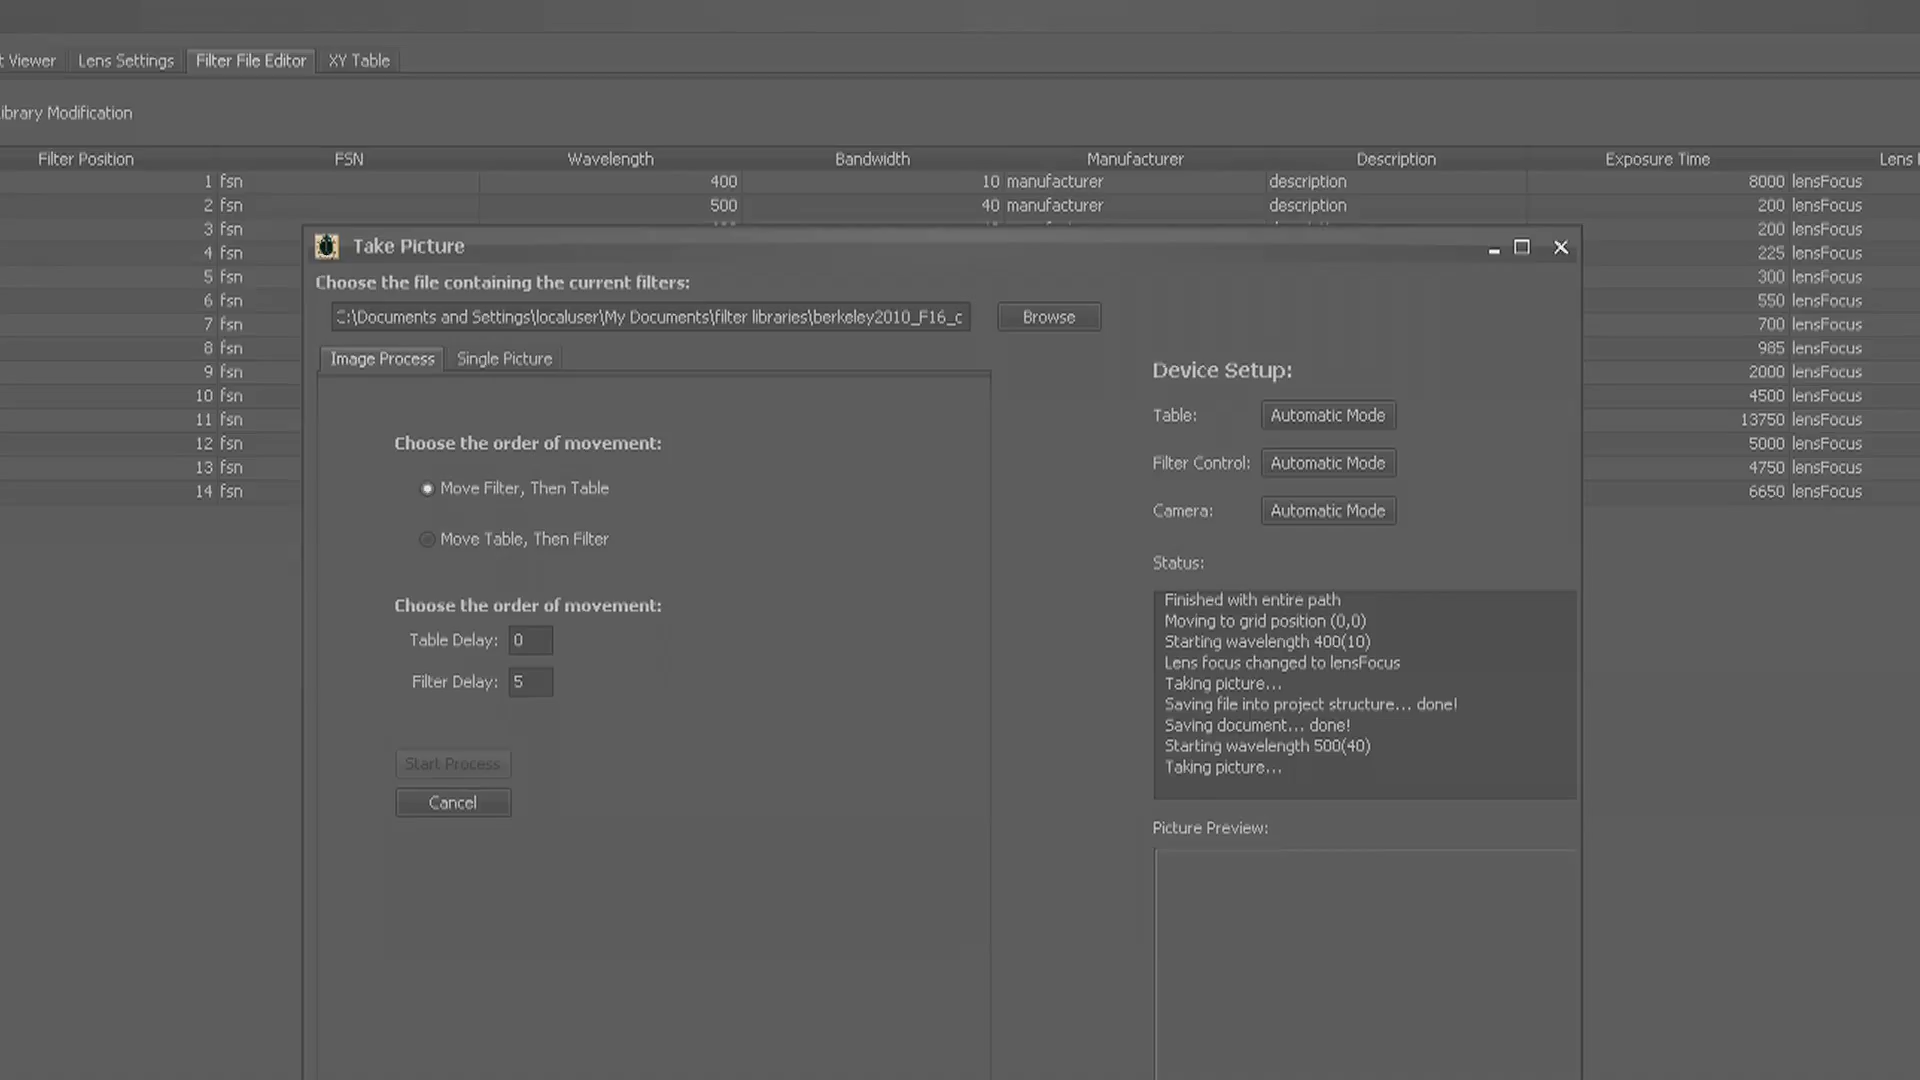 t Viewer Lens Settings Filter File Editor XY Table
ibrary Modification
Filter Position FSN Wavelength Bandwidth Manufacturer Description Exposure Time Lens
1 fsn 400 10 manufacturer description 8000 lensFocus
2 fsn 500 40 manufacturer description 200 lensFocus
3 fsn 200 lensFocus
4 fsn 225 lensFocus
5 fsn 300 lensFocus
6 fsn 550 lensFocus
7 fsn 700 lensFocus
8 fsn 985 lensFocus
9 fsn 2000 lensFocus
10 fsn 4500 lensFocus
11 fsn 13750 lensFocus
12 fsn 5000 lensFocus
13 fsn 4750 lensFocus
14 fsn 6650 lensFocus
Take Picture
Choose the file containing the current filters:
C:\Documents and Settings\localuser\My Documents\filter libraries\berkeley2010_F16_c Browse
Image Process Single Picture
Choose the order of movement:
Move Filter, Then Table
Move Table, Then Filter
Choose the order of movement:
Table Delay: 0
Filter Delay: 5
Start Process
Cancel
Device Setup:
Table: Automatic Mode
Filter Control: Automatic Mode
Camera: Automatic Mode
Status:
Finished with entire path
Moving to grid position (0,0)
Starting wavelength 400(10)
Lens focus changed to lensFocus
Taking picture...
Saving file into project structure... done!
Saving document... done!
Starting wavelength 500(40)
Taking picture...
Picture Preview: